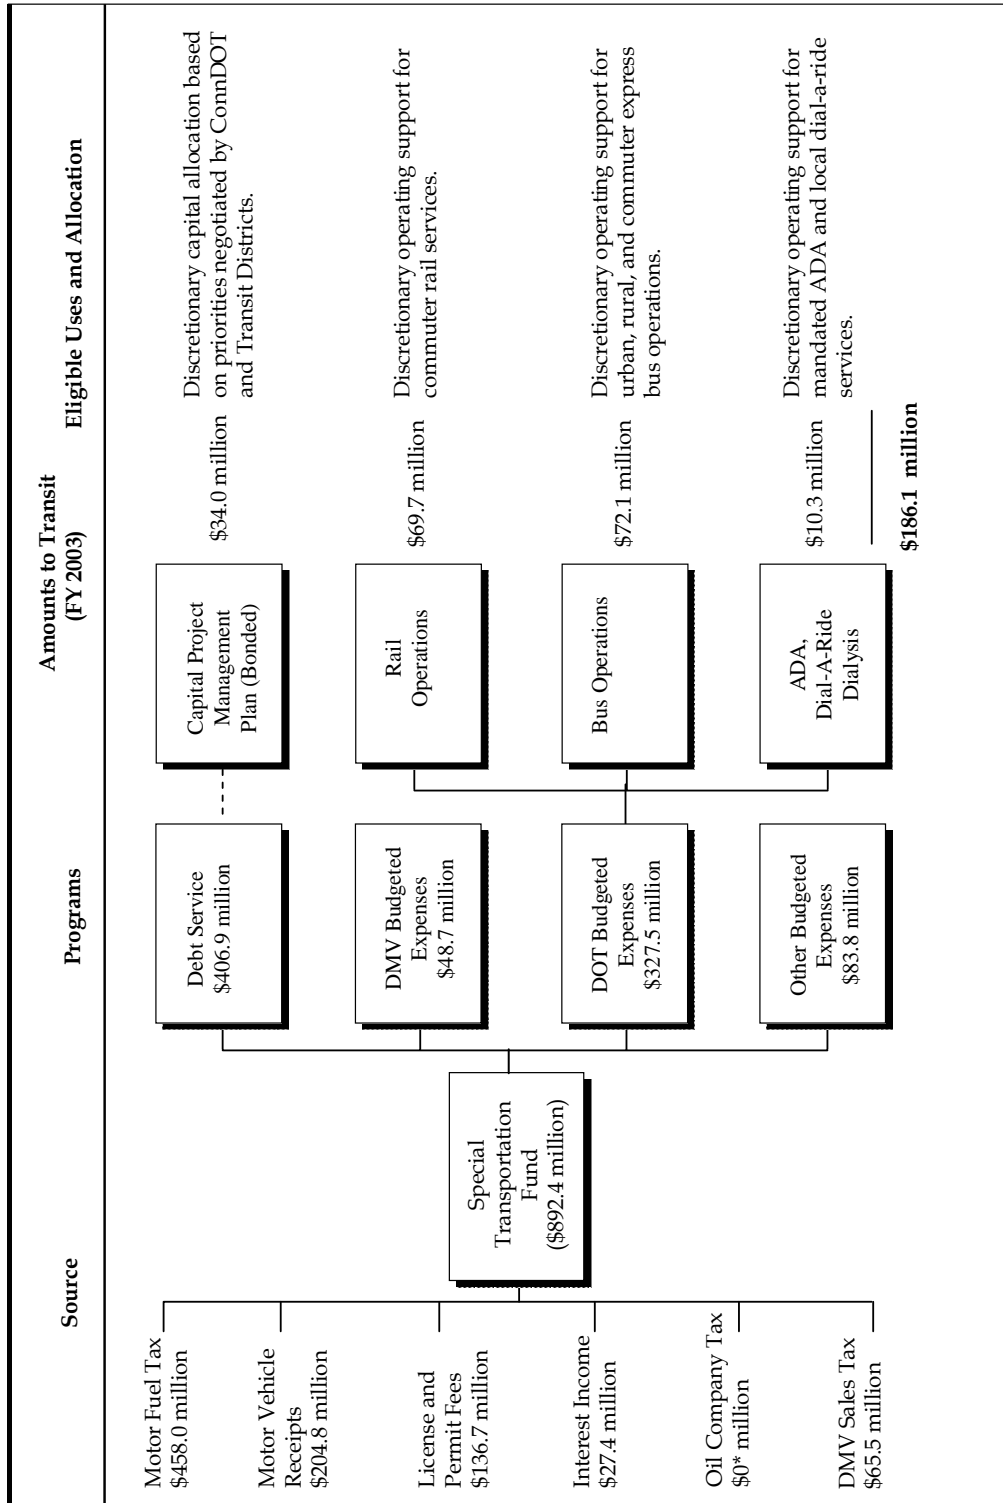 Source
Programs
Amounts to Transit
(FY 2003)
Eligible Uses and Allocation
Motor Fuel Tax
$458.0 million
Motor Vehicle
Receipts
$204.8 million
License and
Permit Fees
$136.7 million
Interest Income
$27.4 million
Oil Company Tax
$0* million
DMV Sales Tax
$65.5 million
Special
Transportation
Fund
($892.4 million)
Debt Service
$406.9 million
DMV Budgeted
Expenses
$48.7 million
DOT Budgeted
Expenses
$327.5 million
Other Budgeted
Expenses
$83.8 million
Capital Project
Management
Plan (Bonded)
Rail
Operations
Bus Operations
ADA,
Dial-A-Ride
Dialysis
$34.0 million
$69.7 million
$72.1 million
$10.3 million
$186.1 million
Discretionary capital allocation based
on priorities negotiated by ConnDOT
and Transit Districts.
Discretionary operating support for
commuter rail services.
Discretionary operating support for
urban, rural, and commuter express
bus operations.
Discretionary operating support for
mandated ADA and local dial-a-ride
services.